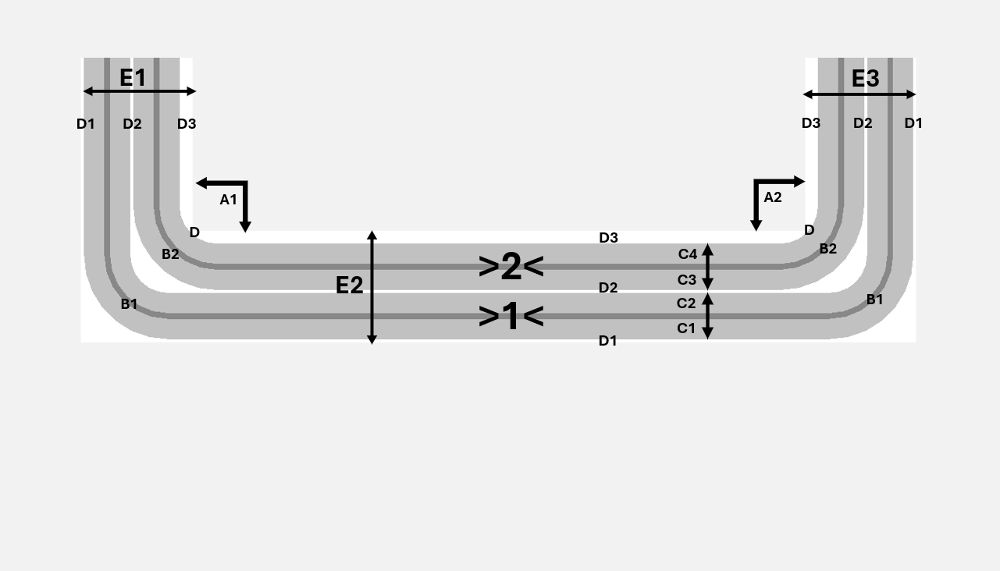 E1
E3
D1 D2 D3
D3 D2 D1
A1
A2
D
D
B2
B2
D3
>2<
C4
C3
E2
D2
B1
B1
>1<
C2
C1
D1